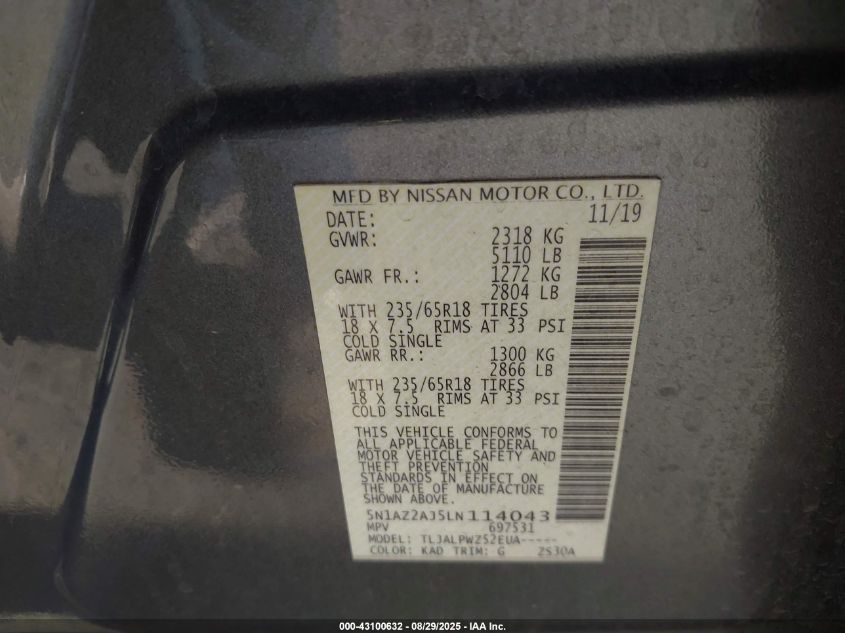 MFD BY NISSAN MOTOR CO., LTD.
DATE: 11/19
GVWR: 2318 KG
5110 LB
GAWR FR.: 1272 KG
2804 LB
WITH 235/65R18 TIRES
18 X 7.5 RIMS AT 33 PSI
COLD SINGLE
GAWR RR.: 1300 KG
2866 LB
WITH 235/65R18 TIRES
18 X 7.5 RIMS AT 33 PSI
COLD SINGLE
THIS VEHICLE CONFORMS TO
ALL APPLICABLE FEDERAL
MOTOR VEHICLE SAFETY AND
THEFT PREVENTION
STANDARDS IN EFFECT ON
THE DATE OF MANUFACTURE
SHOWN ABOVE.
5N1AZ2AJ5LN114043
MPV 697531
MODEL: TLJALPWZ52EUA-----
COLOR: KAD TRIM: G ZS30A
000-43100632 - 08/29/2025 - IAA Inc.